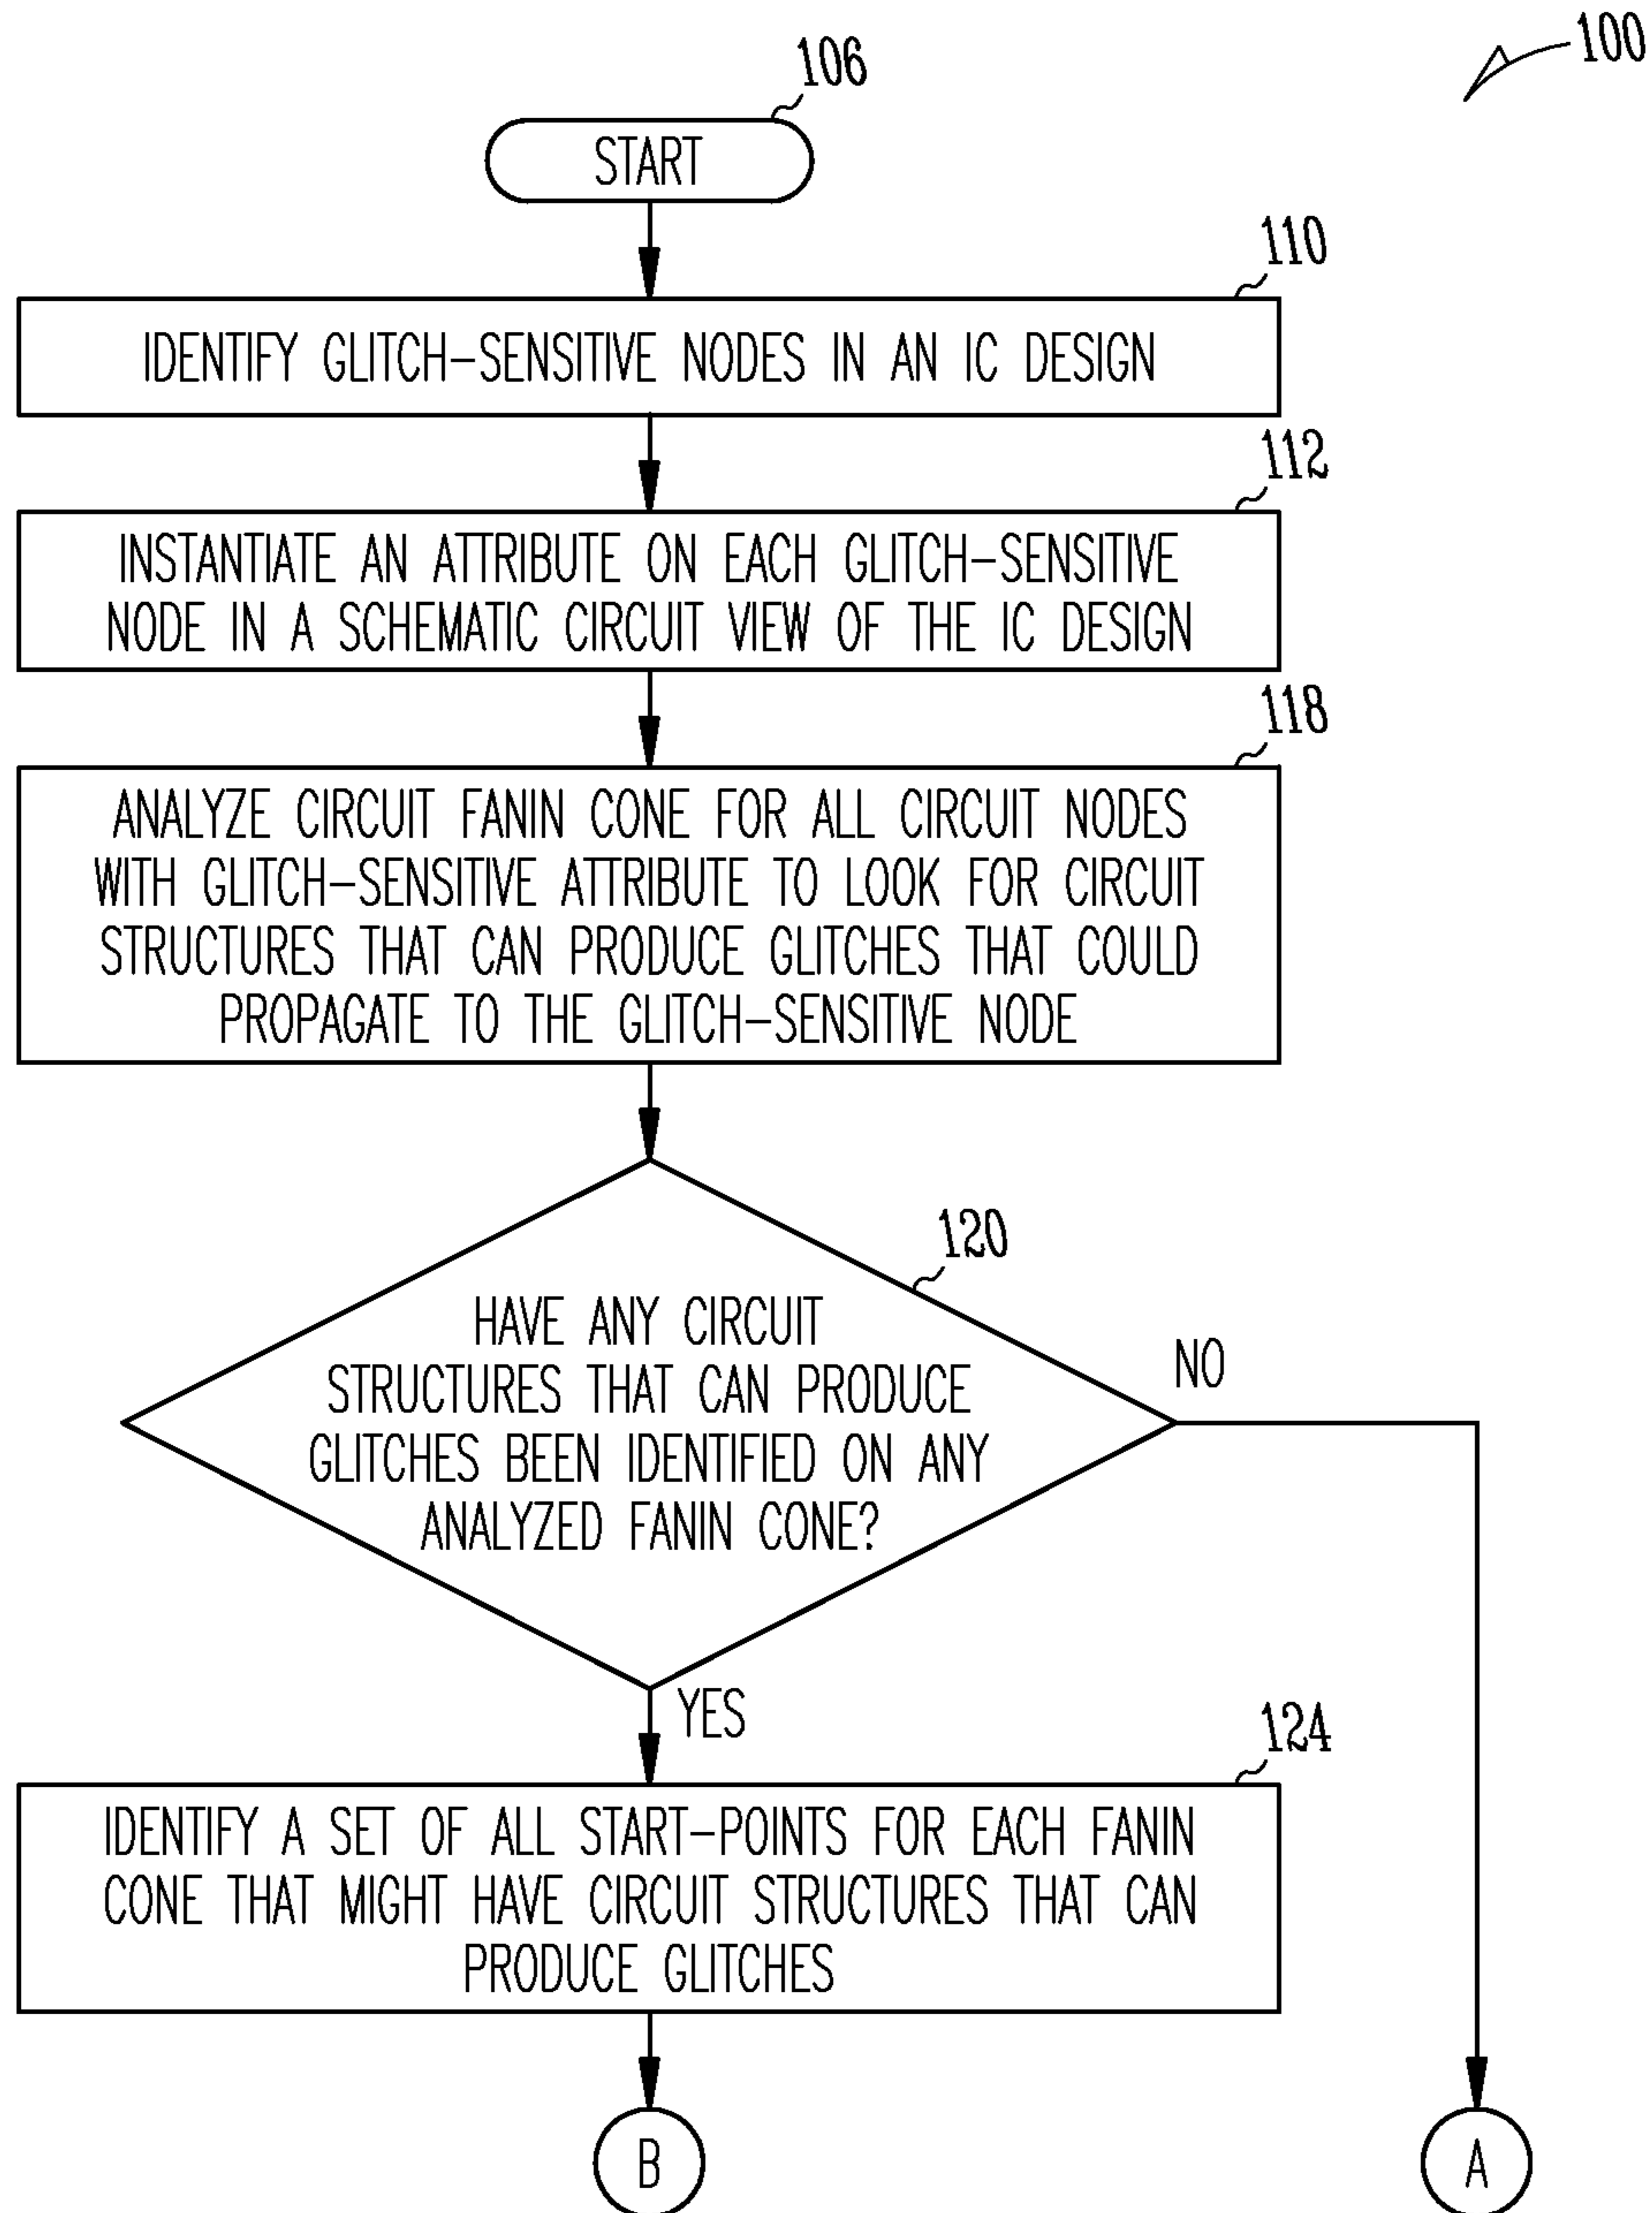 100
106
START
110
IDENTIFY GLITCH-SENSITIVE NODES IN AN IC DESIGN
112
INSTANTIATE AN ATTRIBUTE ON EACH GLITCH-SENSITIVE
NODE IN A SCHEMATIC CIRCUIT VIEW OF THE IC DESIGN
118
ANALYZE CIRCUIT FANIN CONE FOR ALL CIRCUIT NODES
WITH GLITCH-SENSITIVE ATTRIBUTE TO LOOK FOR CIRCUIT
STRUCTURES THAT CAN PRODUCE GLITCHES THAT COULD
PROPAGATE TO THE GLITCH-SENSITIVE NODE
120
HAVE ANY CIRCUIT
STRUCTURES THAT CAN PRODUCE
GLITCHES BEEN IDENTIFIED ON ANY
ANALYZED FANIN CONE?
NO
YES
124
IDENTIFY A SET OF ALL START-POINTS FOR EACH FANIN
CONE THAT MIGHT HAVE CIRCUIT STRUCTURES THAT CAN
PRODUCE GLITCHES
B
A